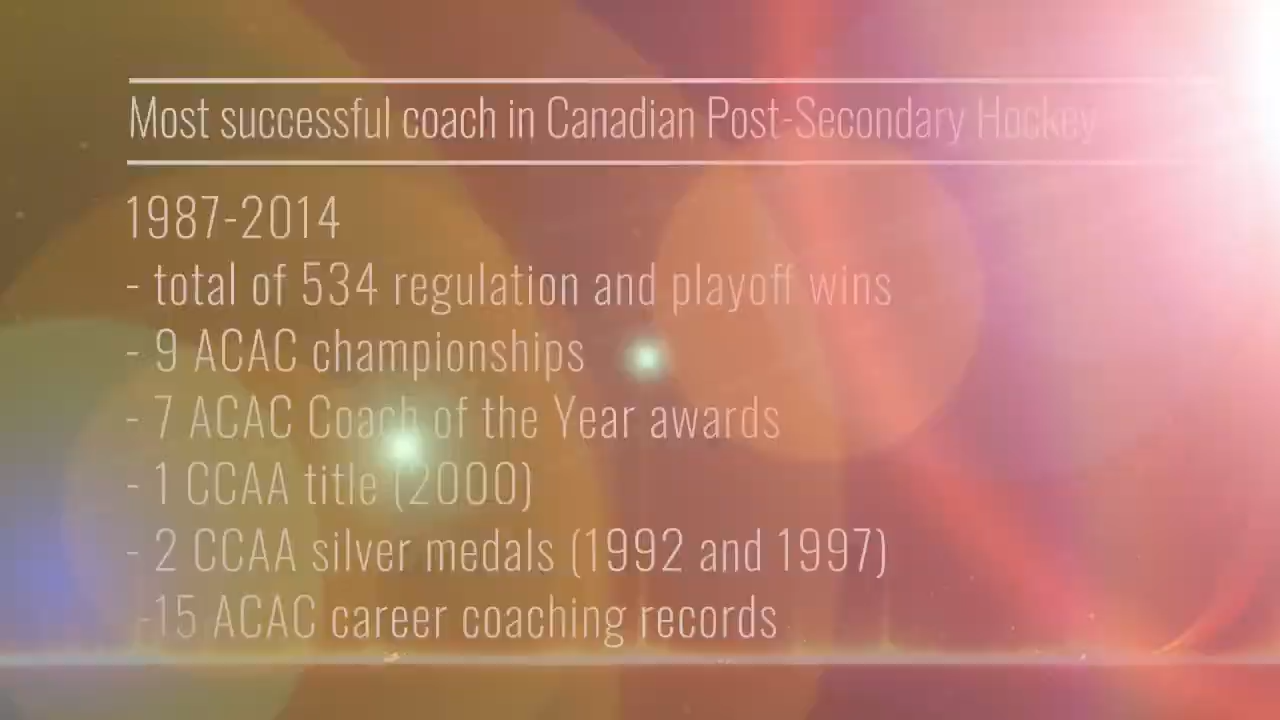 Most successful coach in Canadian Post-Secondary Hockey
1987-2014
- total of 534 regulation and playoff wins
- 9 ACAC championships
- 7 ACAC Coach of the Year awards
- 1 CCAA title (2000)
- 2 CCAA silver medals (1992 and 1997)
-15 ACAC career coaching records